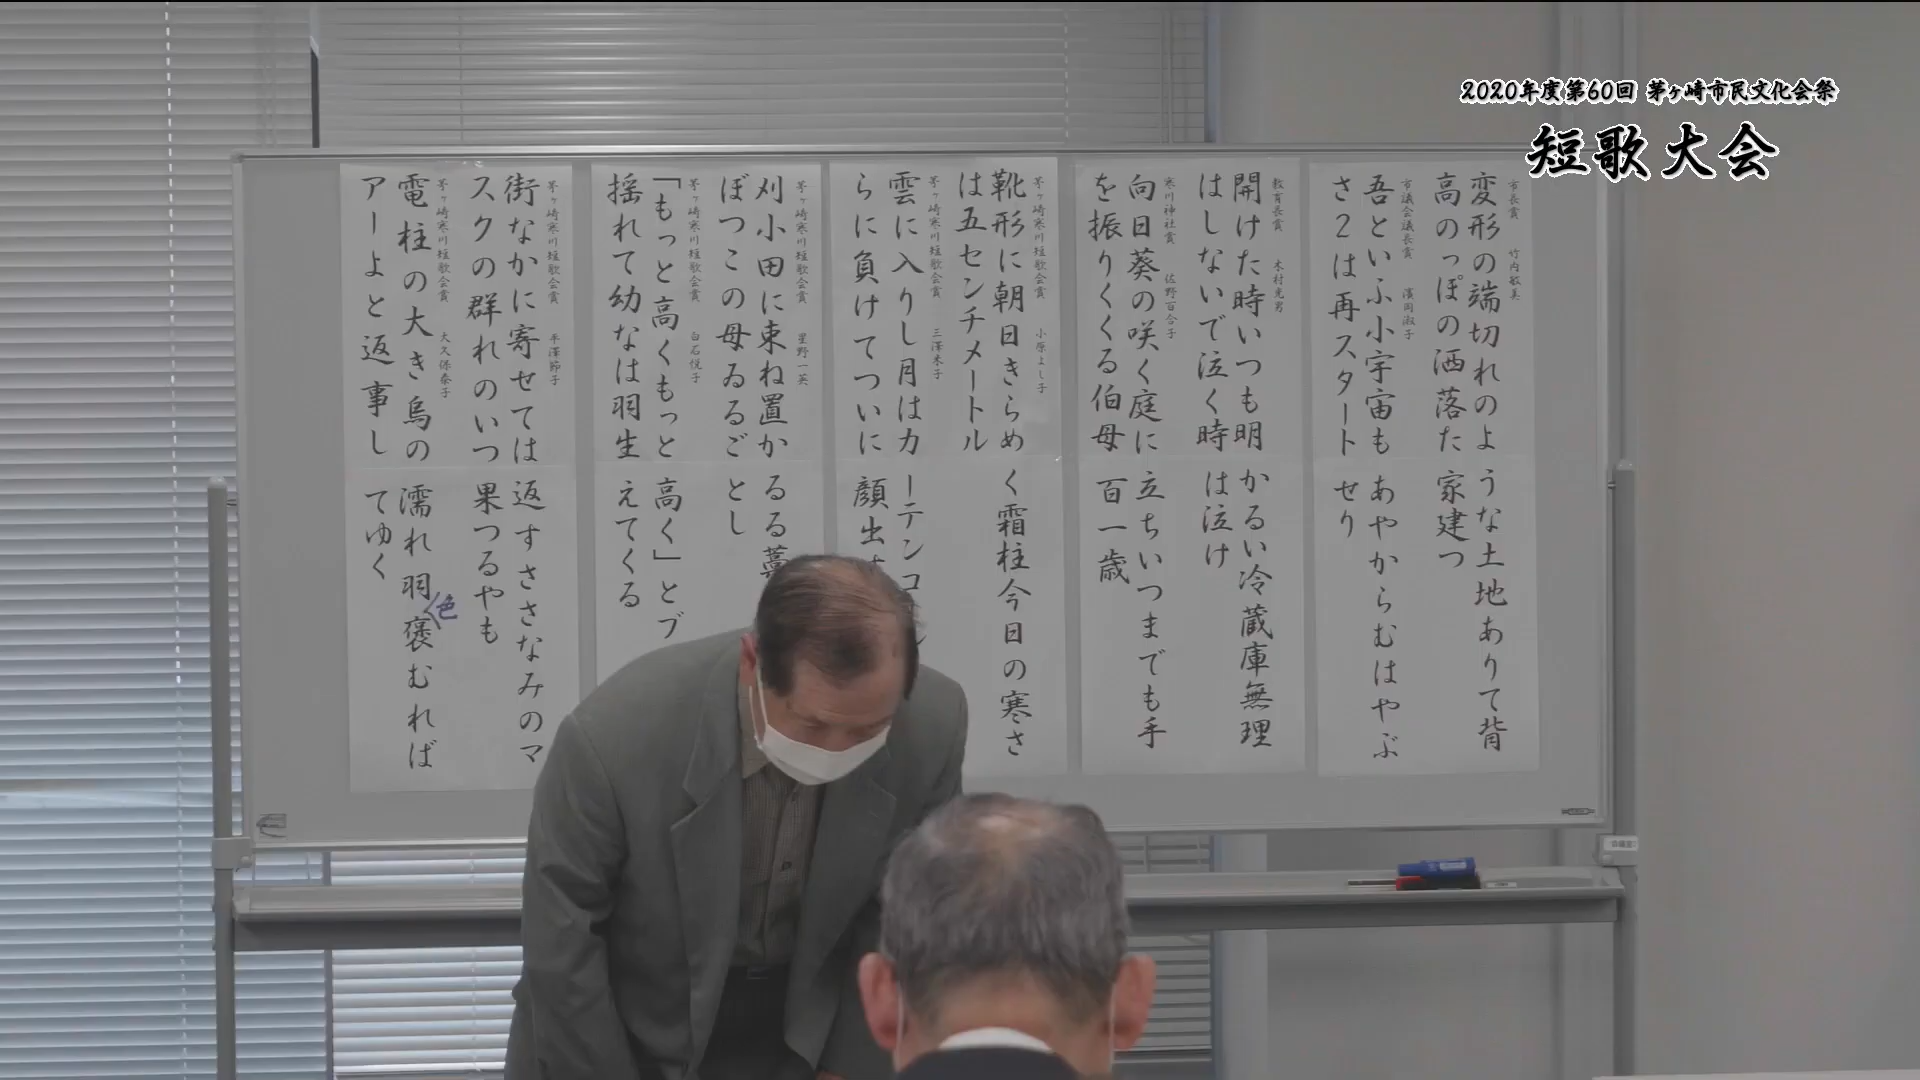 2020年度第60回 茅ヶ崎市民文化会祭
短歌大会
市長賞 竹内敏美
変形の端切れのような土地ありて背
高のっぽの洒落た家建つ
市議会議長賞 濱岡淑子
吾といふ小宇宙もあやからむはやぶ
さ2は再スタートせり
教育長賞 木村克男
開けた時いつも明かるい冷蔵庫無理
はしないで泣く時は泣け
寒川神社賞 佐野百合子
向日葵の咲く庭に立ちいつまでも手
を振りくくる伯母百一歳
茅ヶ崎寒川短歌会賞 小原よし子
靴形に朝日きらめく霜柱今日の寒さ
は五センチメートル
茅ヶ崎寒川短歌会賞 三澤朱子
雲に入りし月はカーテンコ
らに負けてついに顔出
茅ヶ崎寒川短歌会賞 星野一英
刈小田に束ね置かるる藁
ぼつこの母ゐるごとし
茅ヶ崎寒川短歌会賞 白石悦子
「もっと高くもっと高く」とブ
揺れて幼なは羽生えてくる
茅ヶ崎寒川短歌会賞 平澤節子
街なかに寄せては返すささなみのマ
スクの群れのいつ果つるやも
茅ヶ崎寒川短歌会賞 大久保奈子
電柱の大き烏の濡れ羽色褒むれば
アーよと返事してゆく